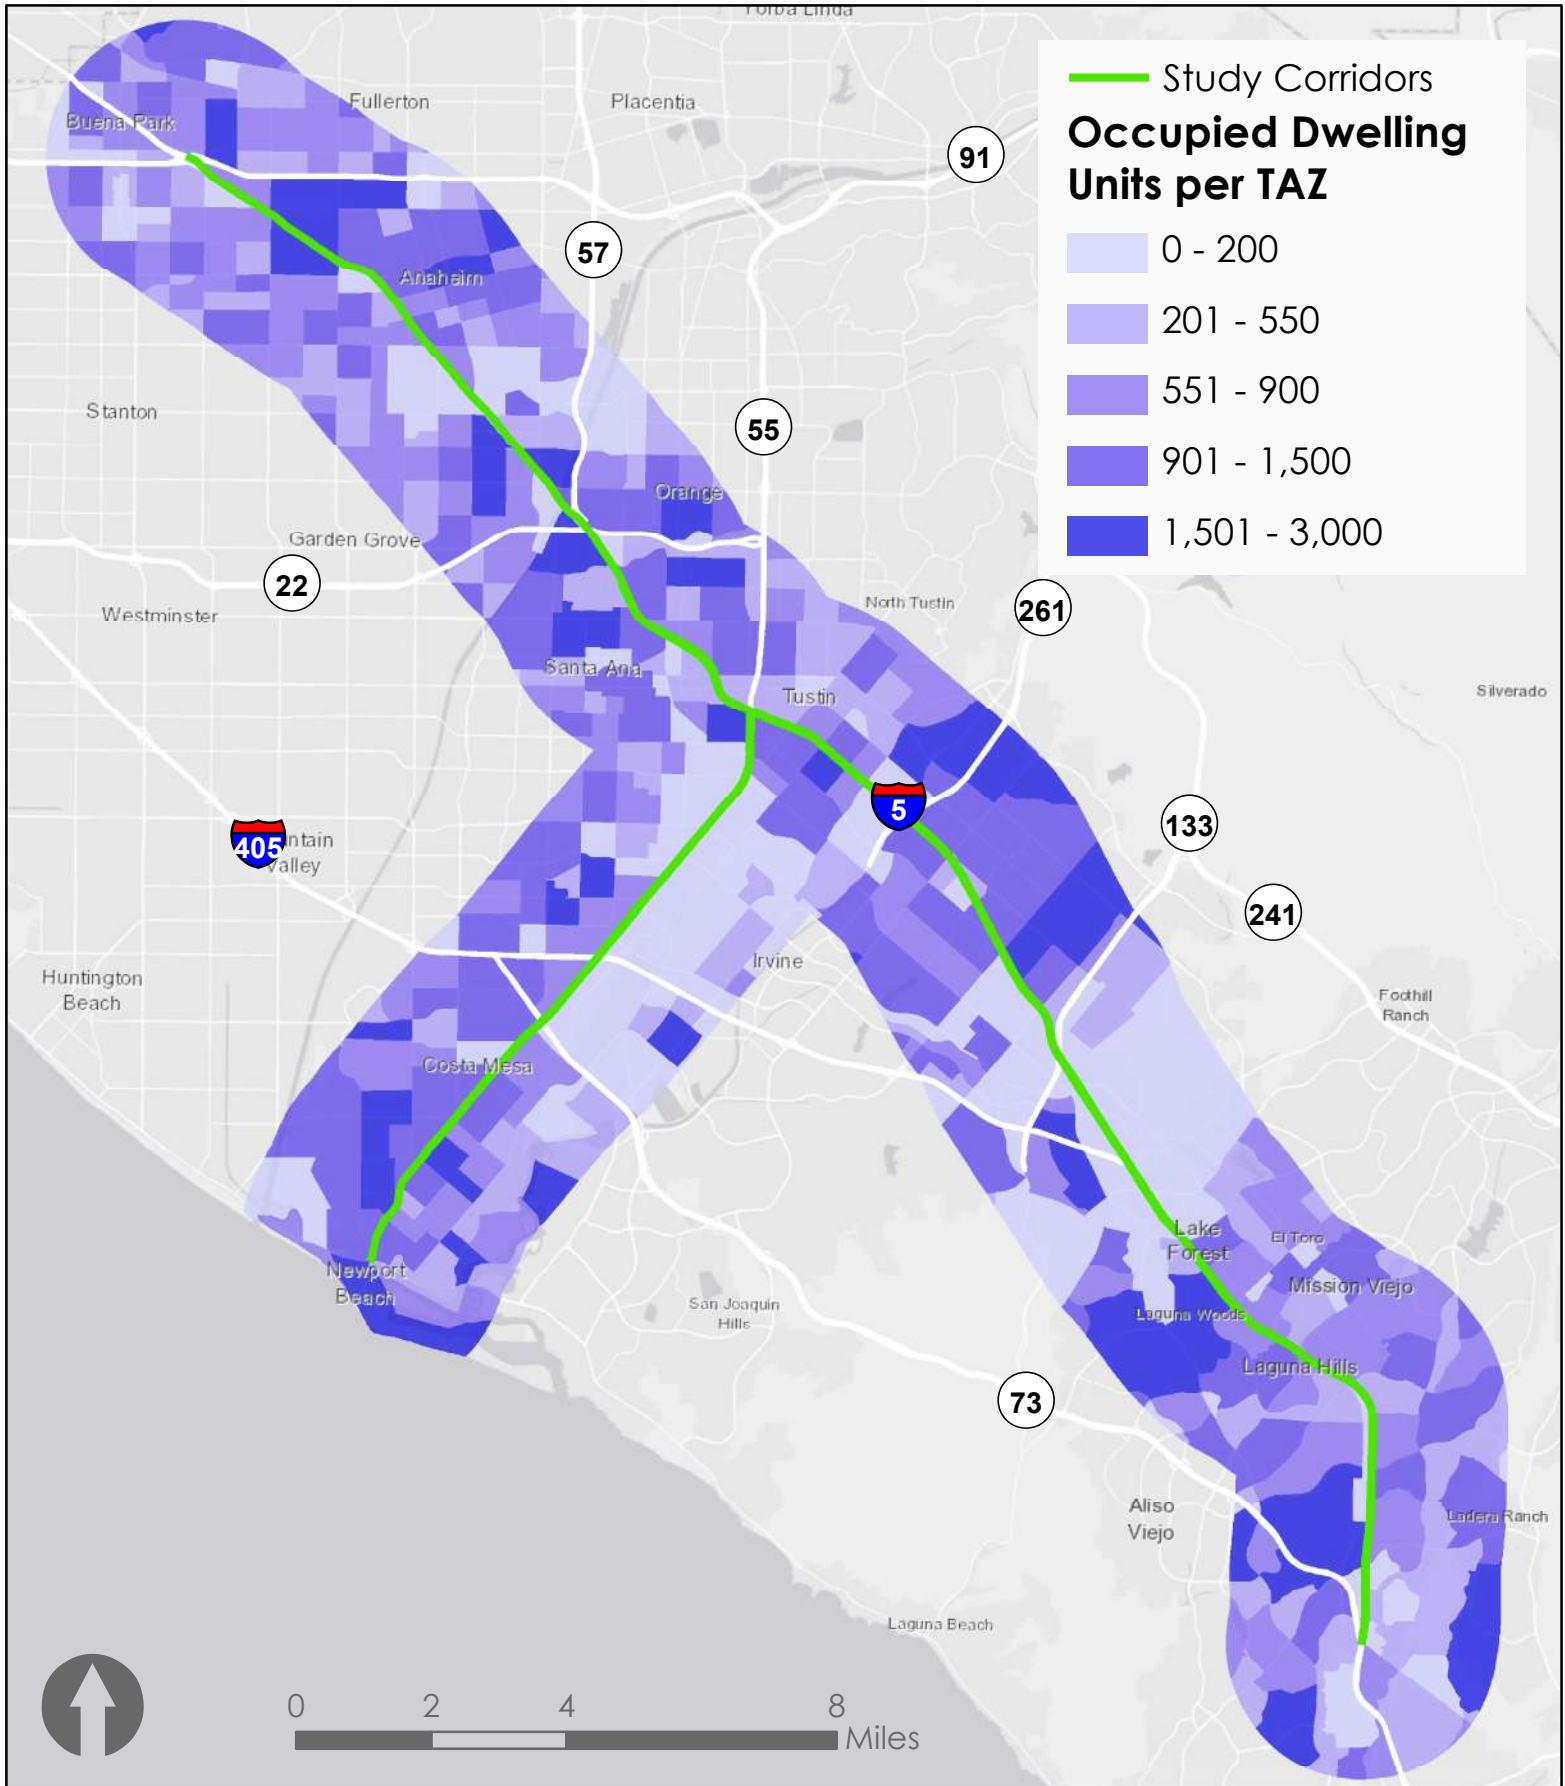 Yorba Linda
Study Corridors
Occupied Dwelling
Units per TAZ
0 - 200
201 - 550
551 - 900
901 - 1,500
1,501 - 3,000
Fullerton
Placentia
Buena Park
91
57
Anaheim
Stanton
55
Orange
Garden Grove
22
Westminster
North Tustin
261
Santa Ana
Tustin
Silverado
5
405
ntain
Valley
133
241
Irvine
Huntington
Beach
Foothill
Ranch
Costa Mesa
Lake
Forest
El Toro
Newport
Beach
Mission Viejo
San Joaquin
Hills
Laguna Woods
Laguna Hills
73
Aliso
Viejo
Ladera Ranch
Laguna Beach
0 2 4 8
Miles